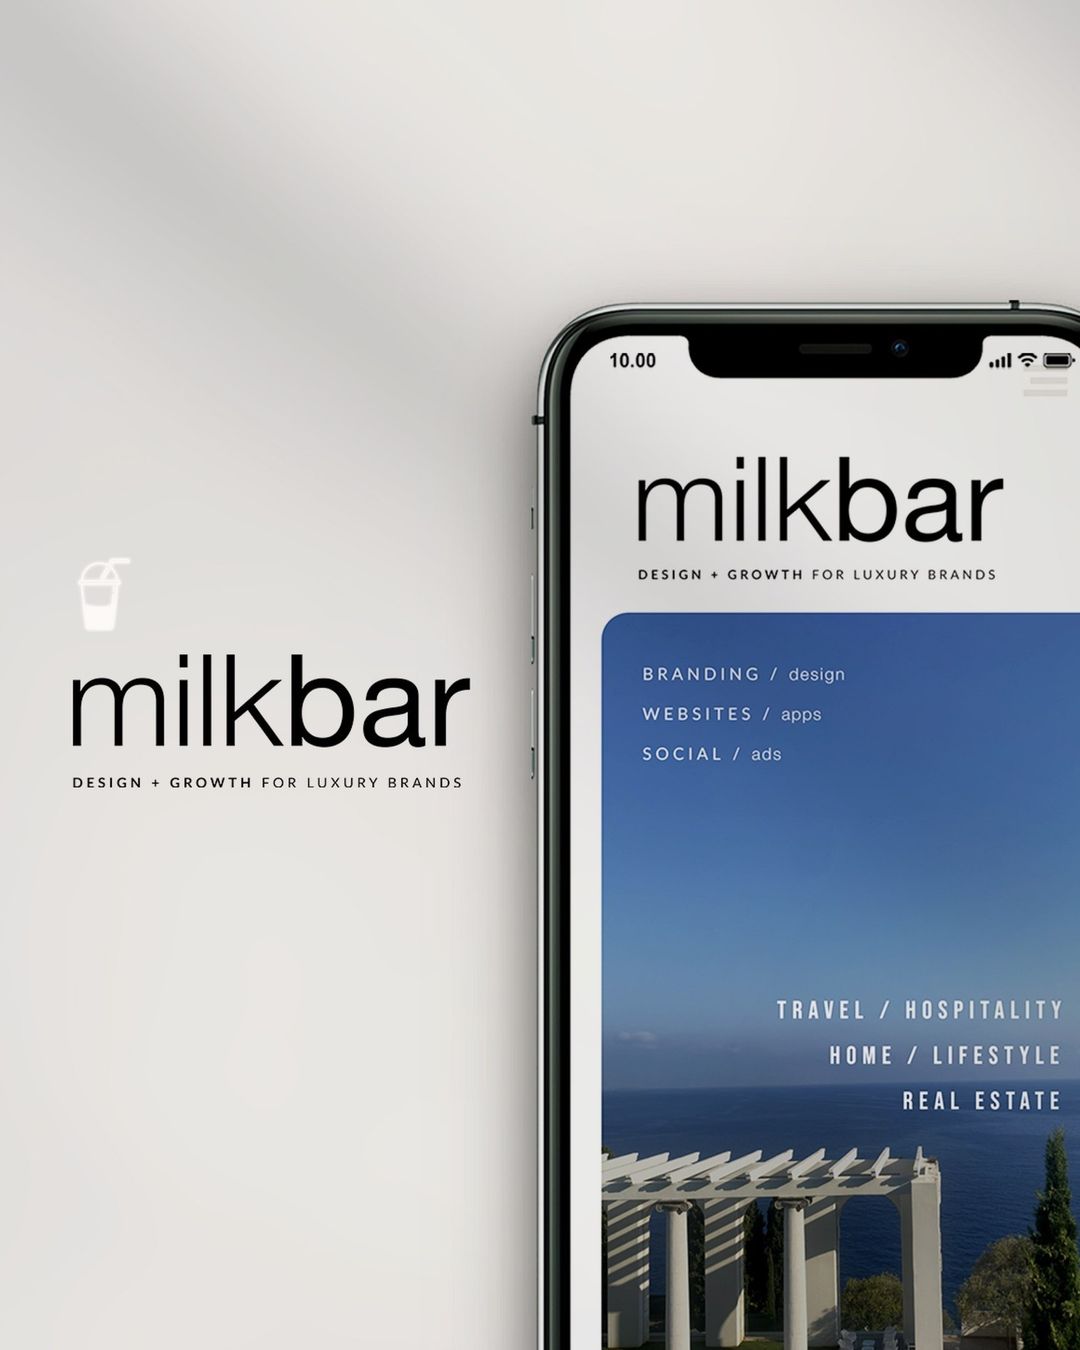 milkbar
DESIGN + GROWTH FOR LUXURY BRANDS
10.00
milkbar
DESIGN + GROWTH FOR LUXURY BRANDS
BRANDING / design
WEBSITES / apps
SOCIAL / ads
TRAVEL / HOSPITALITY
HOME / LIFESTYLE
REAL ESTATE